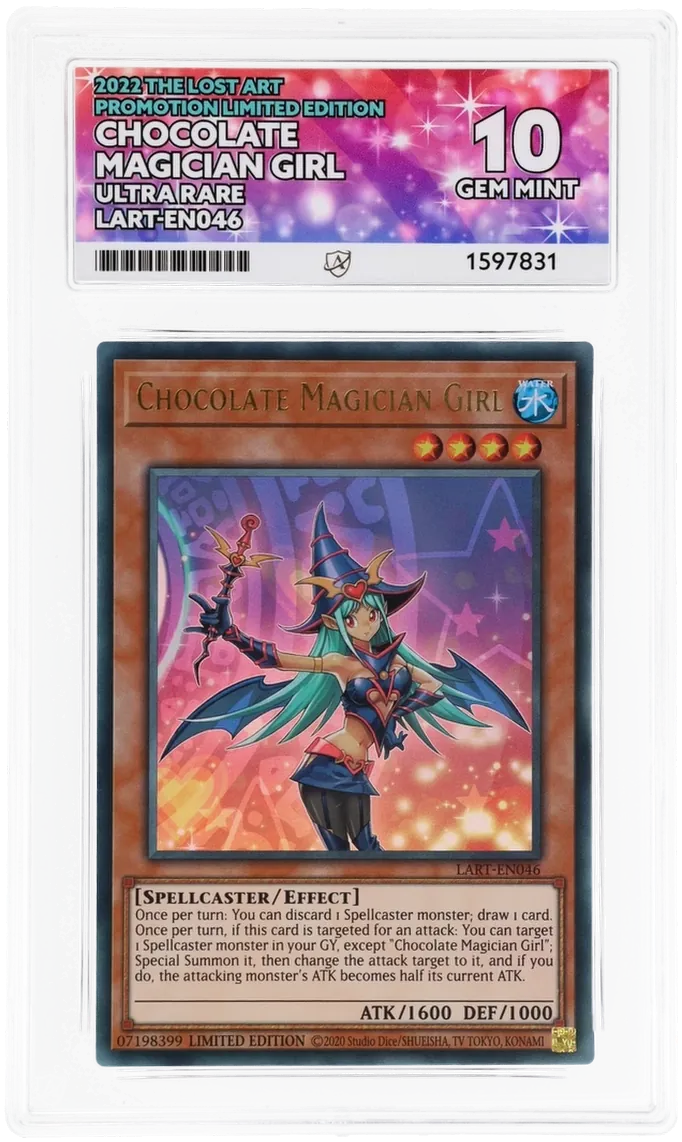 2022 THE LOST ART
PROMOTION LIMITED EDITION
CHOCOLATE
MAGICIAN GIRL
ULTRA RARE
LART-EN046
10
GEM MINT
1597831
CHOCOLATE MAGICIAN GIRL
WATER
水
LART-EN046
[SPELLCASTER/EFFECT]
Once per turn: You can discard 1 Spellcaster monster; draw 1 card.
Once per turn, if this card is targeted for an attack: You can target
1 Spellcaster monster in your GY, except "Chocolate Magician Girl";
Special Summon it, then change the attack target to it, and if you
do, the attacking monster's ATK becomes half its current ATK.
ATK/1600 DEF/1000
07198399 LIMITED EDITION ©2020 Studio Dice/SHUEISHA, TV TOKYO, KONAMI